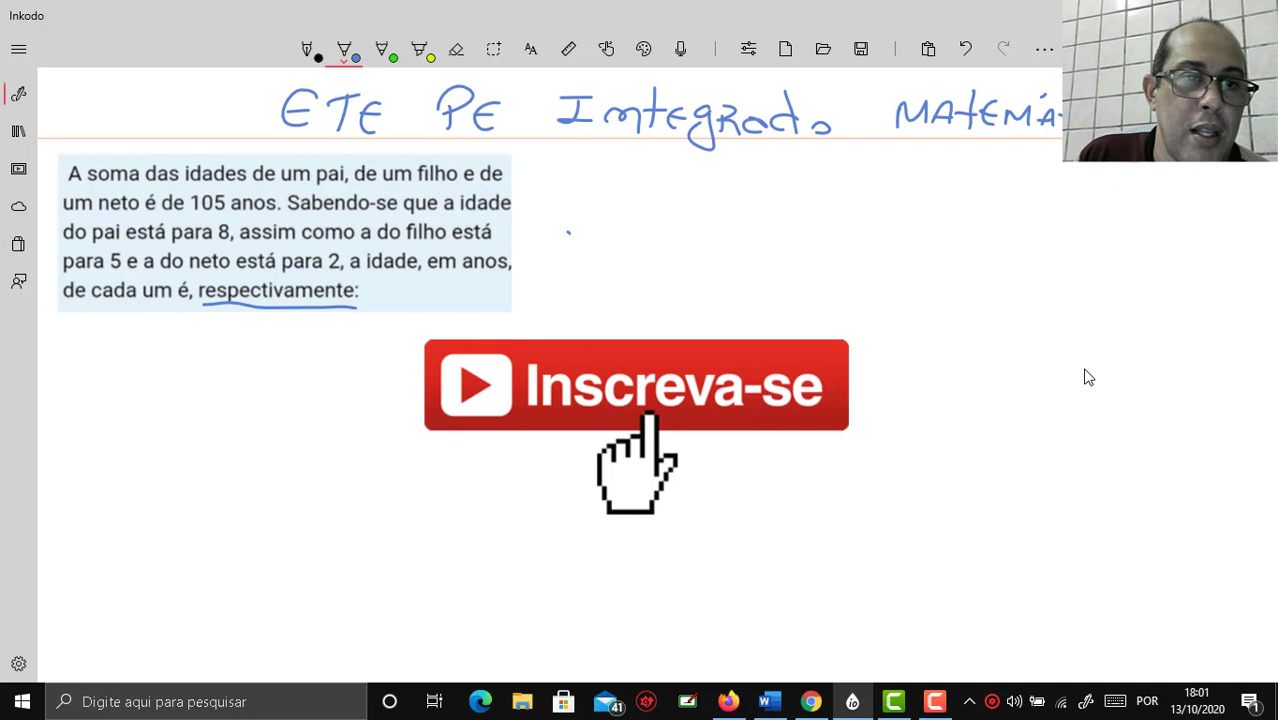 Inkodo
ETE PE Integrado MATEMÁ
A soma das idades de um pai, de um filho e de
um neto é de 105 anos. Sabendo-se que a idade
do pai está para 8, assim como a do filho está
para 5 e a do neto está para 2, a idade, em anos,
de cada um é, respectivamente:
Inscreva-se
Digite aqui para pesquisar
41
POR
18:01
13/10/2020
1